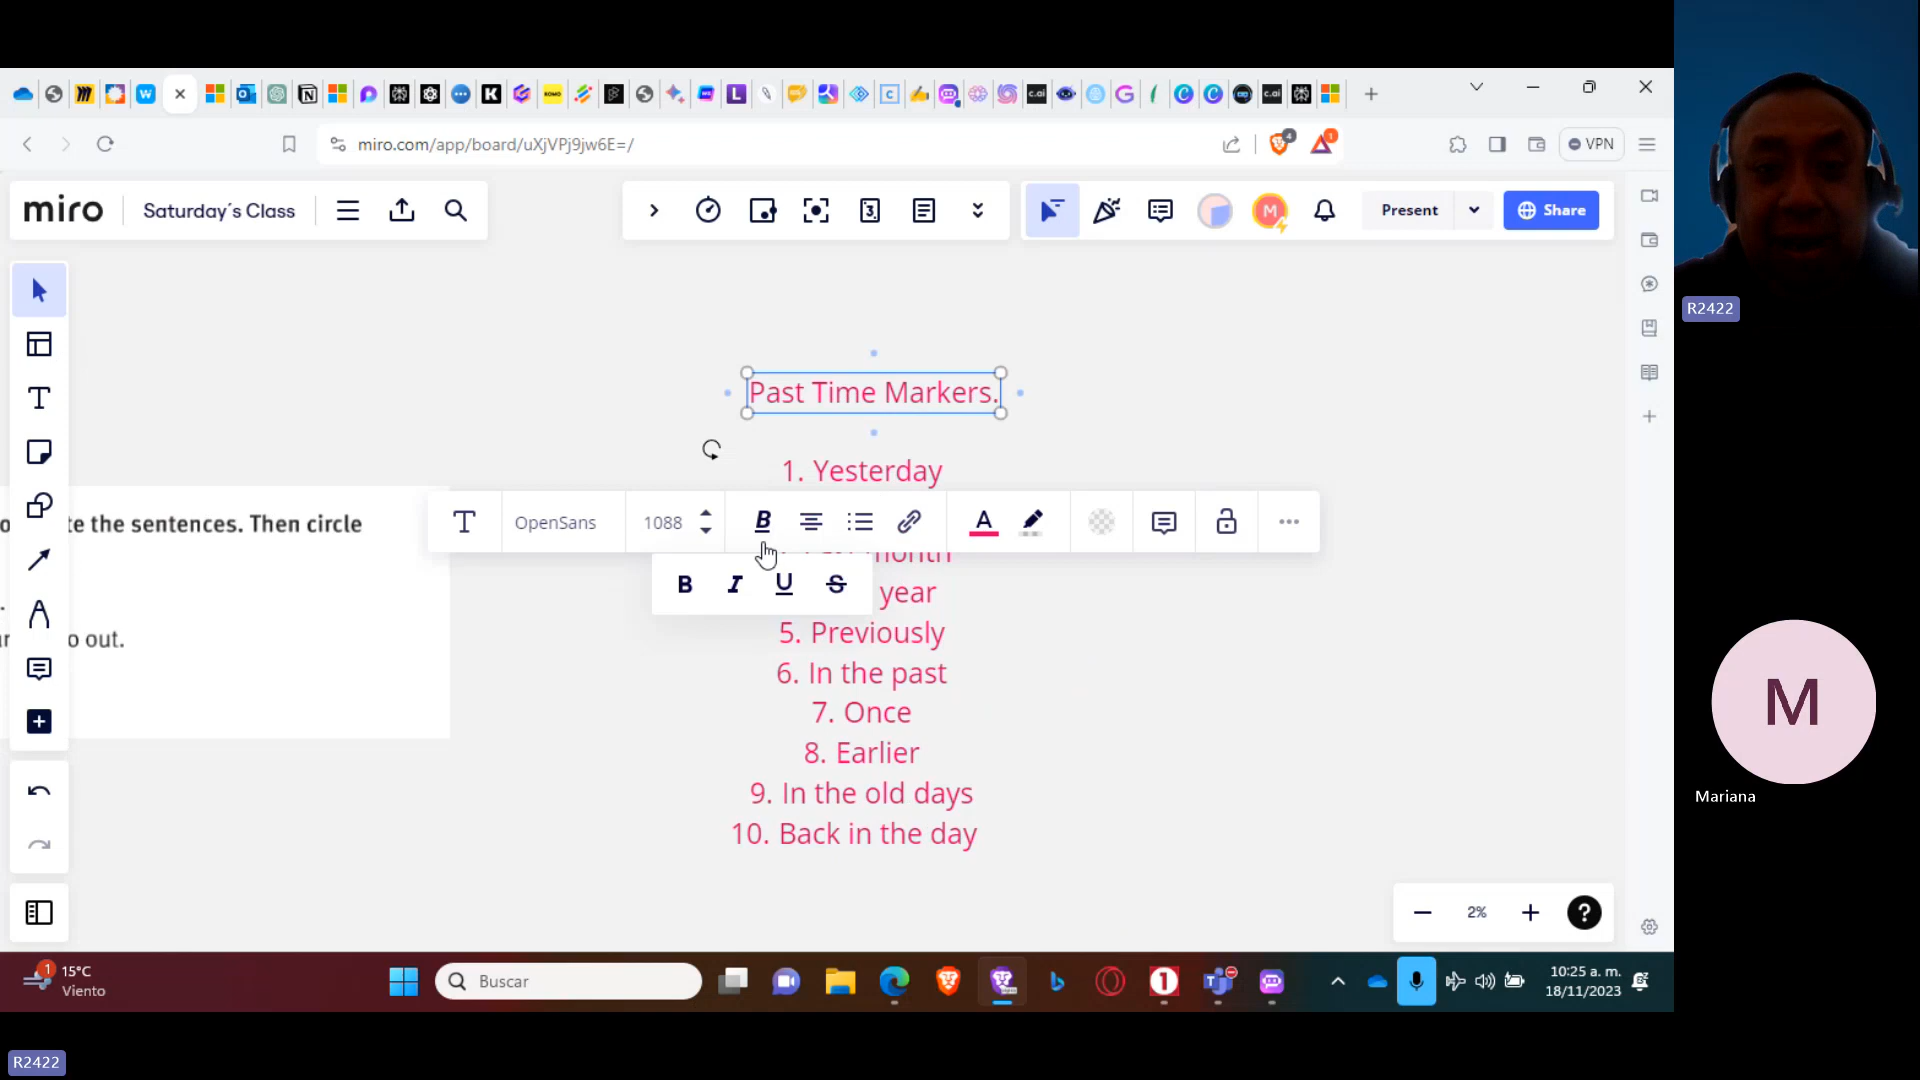 miro.com/app/board/uXjVPj9jw6E=/
VPN
miro
Saturday´s Class
Present
Share
R2422
Past Time Markers.
1. Yesterday
te the sentences. Then circle
OpenSans
1088
month
B I U S
year
5. Previously
o out.
6. In the past
7. Once
8. Earlier
9. In the old days
10. Back in the day
M
Mariana
2%
15°C
Viento
Buscar
10:25 a. m.
18/11/2023
R2422